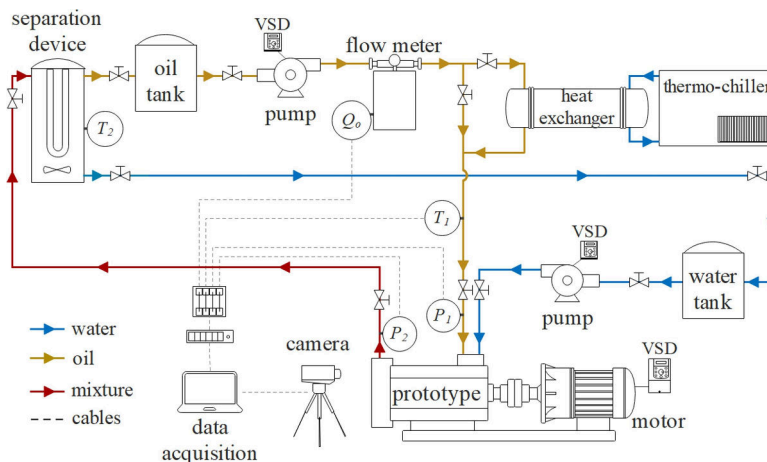 separation
device
VSD
oil
tank
pump
flow meter
heat
exchanger
thermo-chiller
T2
Qo
T1
VSD
pump
water
tank
P2
P1
water
oil
mixture
cables
camera
data
acquisition
prototype
VSD
motor